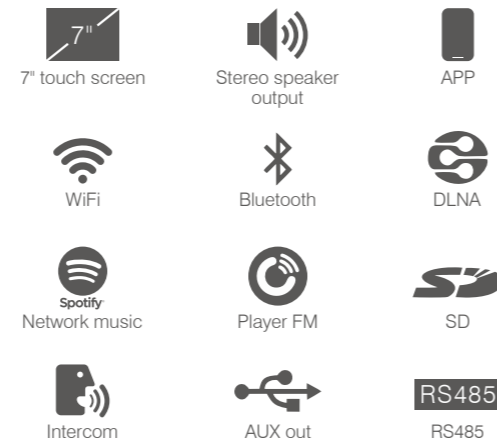 7"
7" touch screen
Stereo speaker
output
APP
WiFi
Bluetooth
DLNA
Spotify
Network music
Player FM
SD
SD
Intercom
AUX out
RS485
RS485